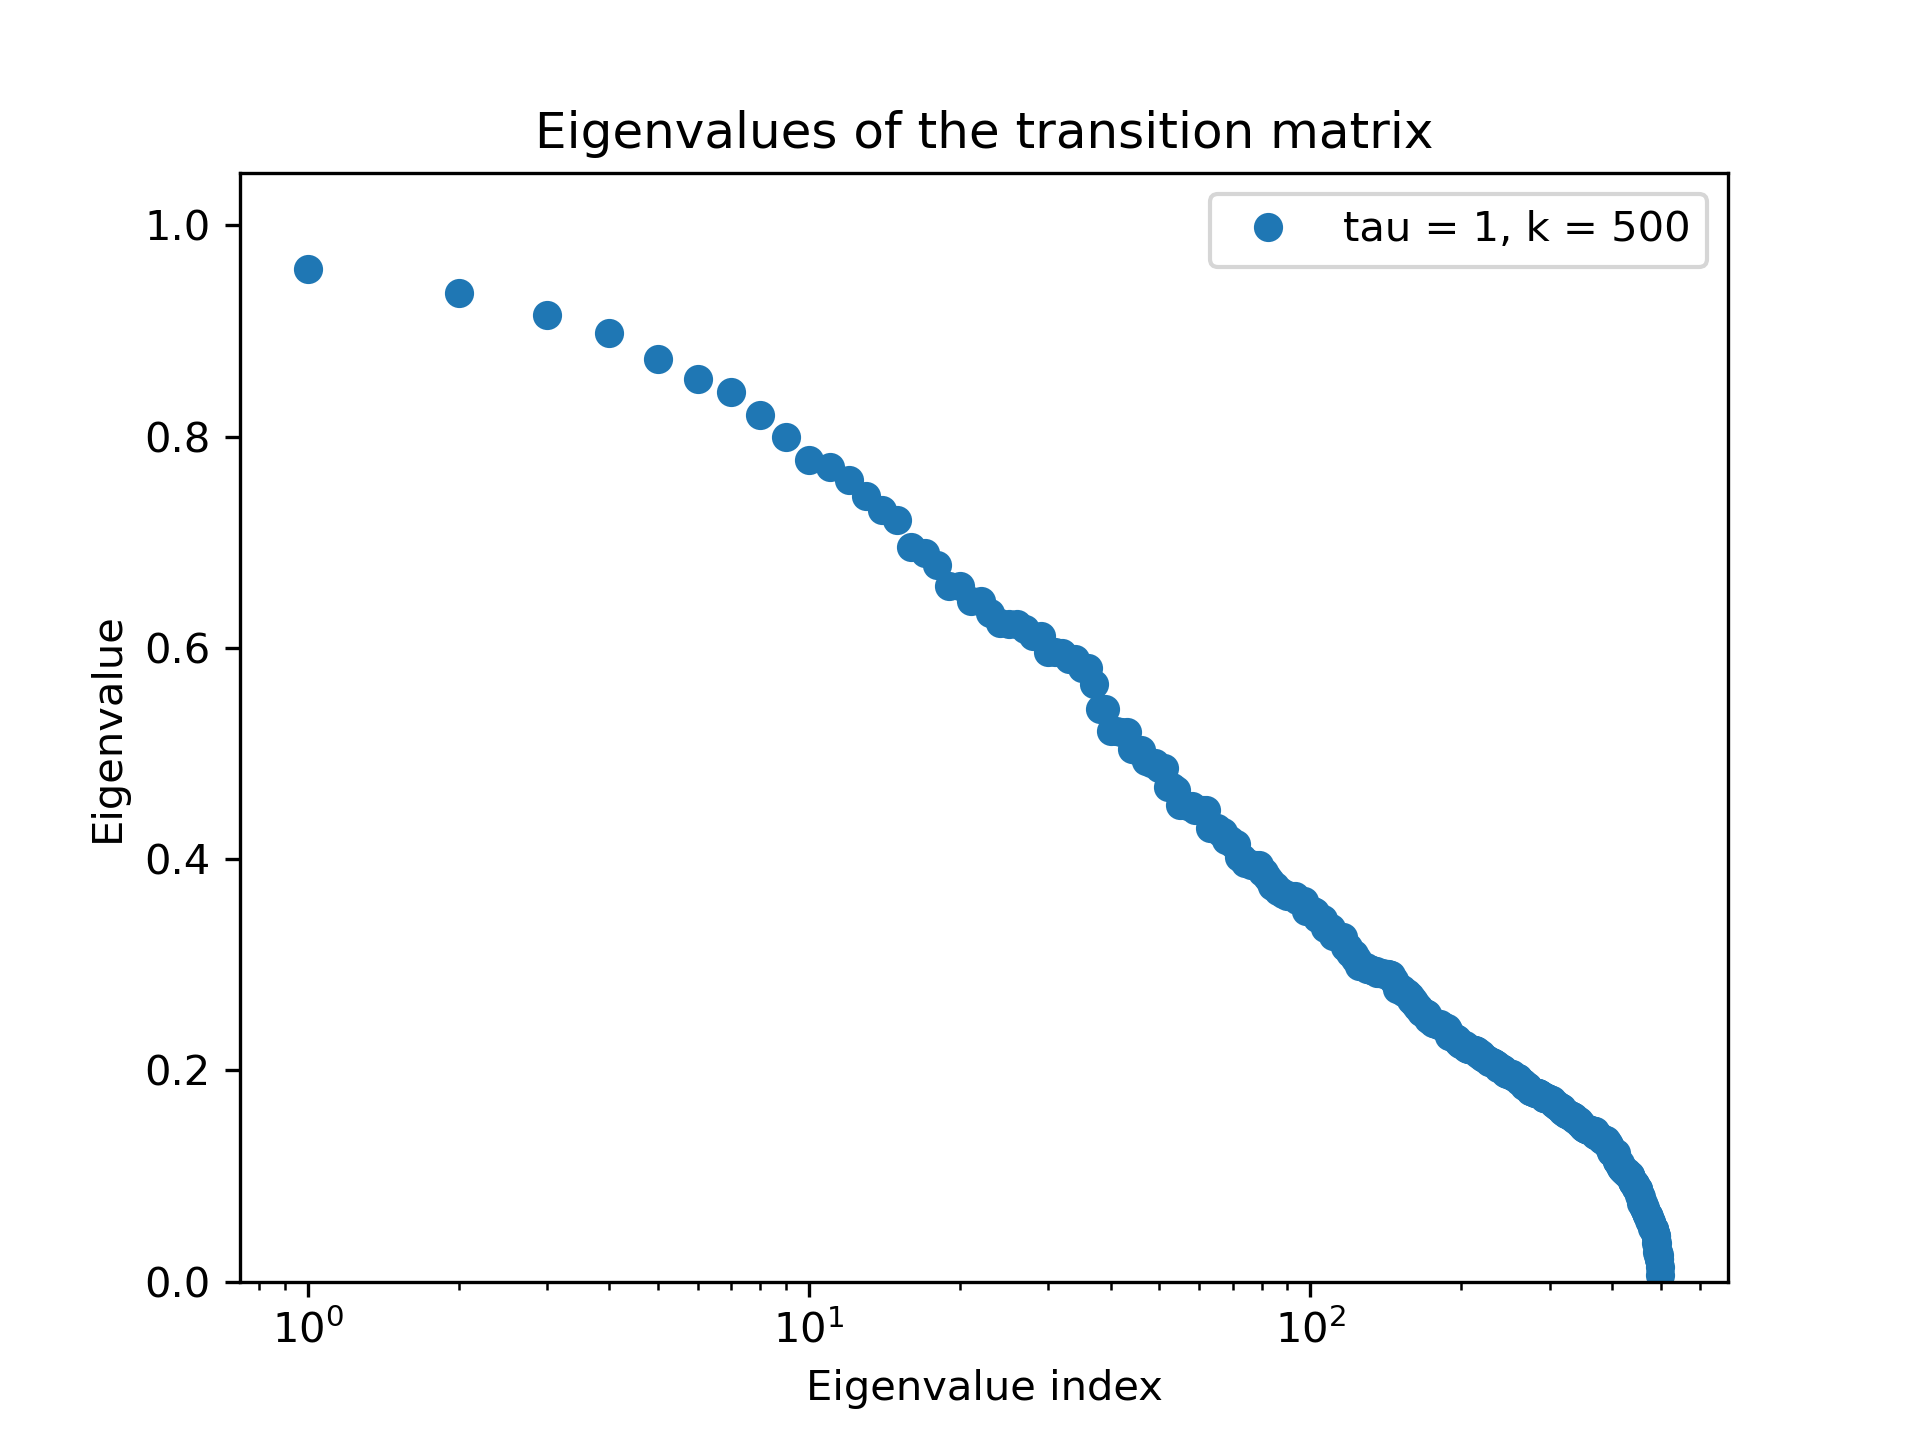 Eigenvalues of the transition matrix
tau = 1, k = 500
1.0
0.8
0.6
0.4
0.2
0.0
Eigenvalue
10⁰ 10¹ 10²
Eigenvalue index